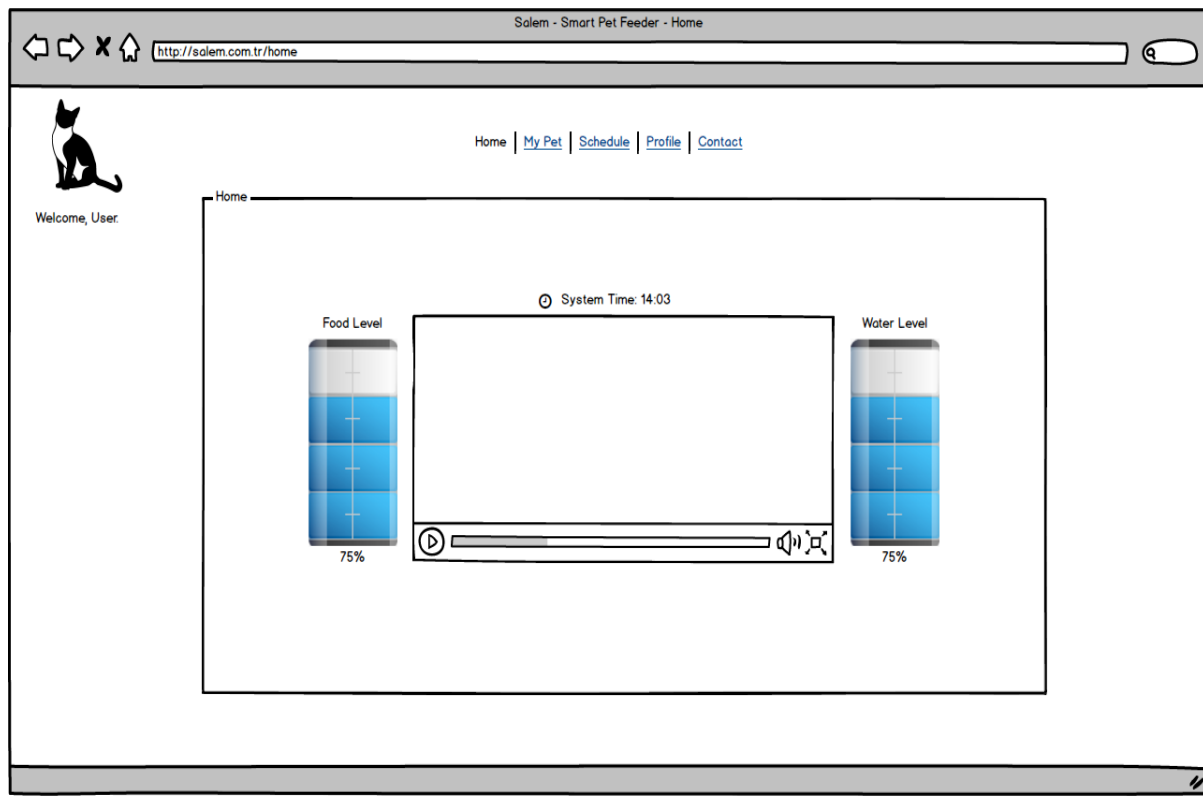 Salem - Smart Pet Feeder - Home
http://salem.com.tr/home
Home | My Pet | Schedule | Profile | Contact
Welcome, User.
Home
System Time: 14:03
Food Level
Water Level
75%
75%